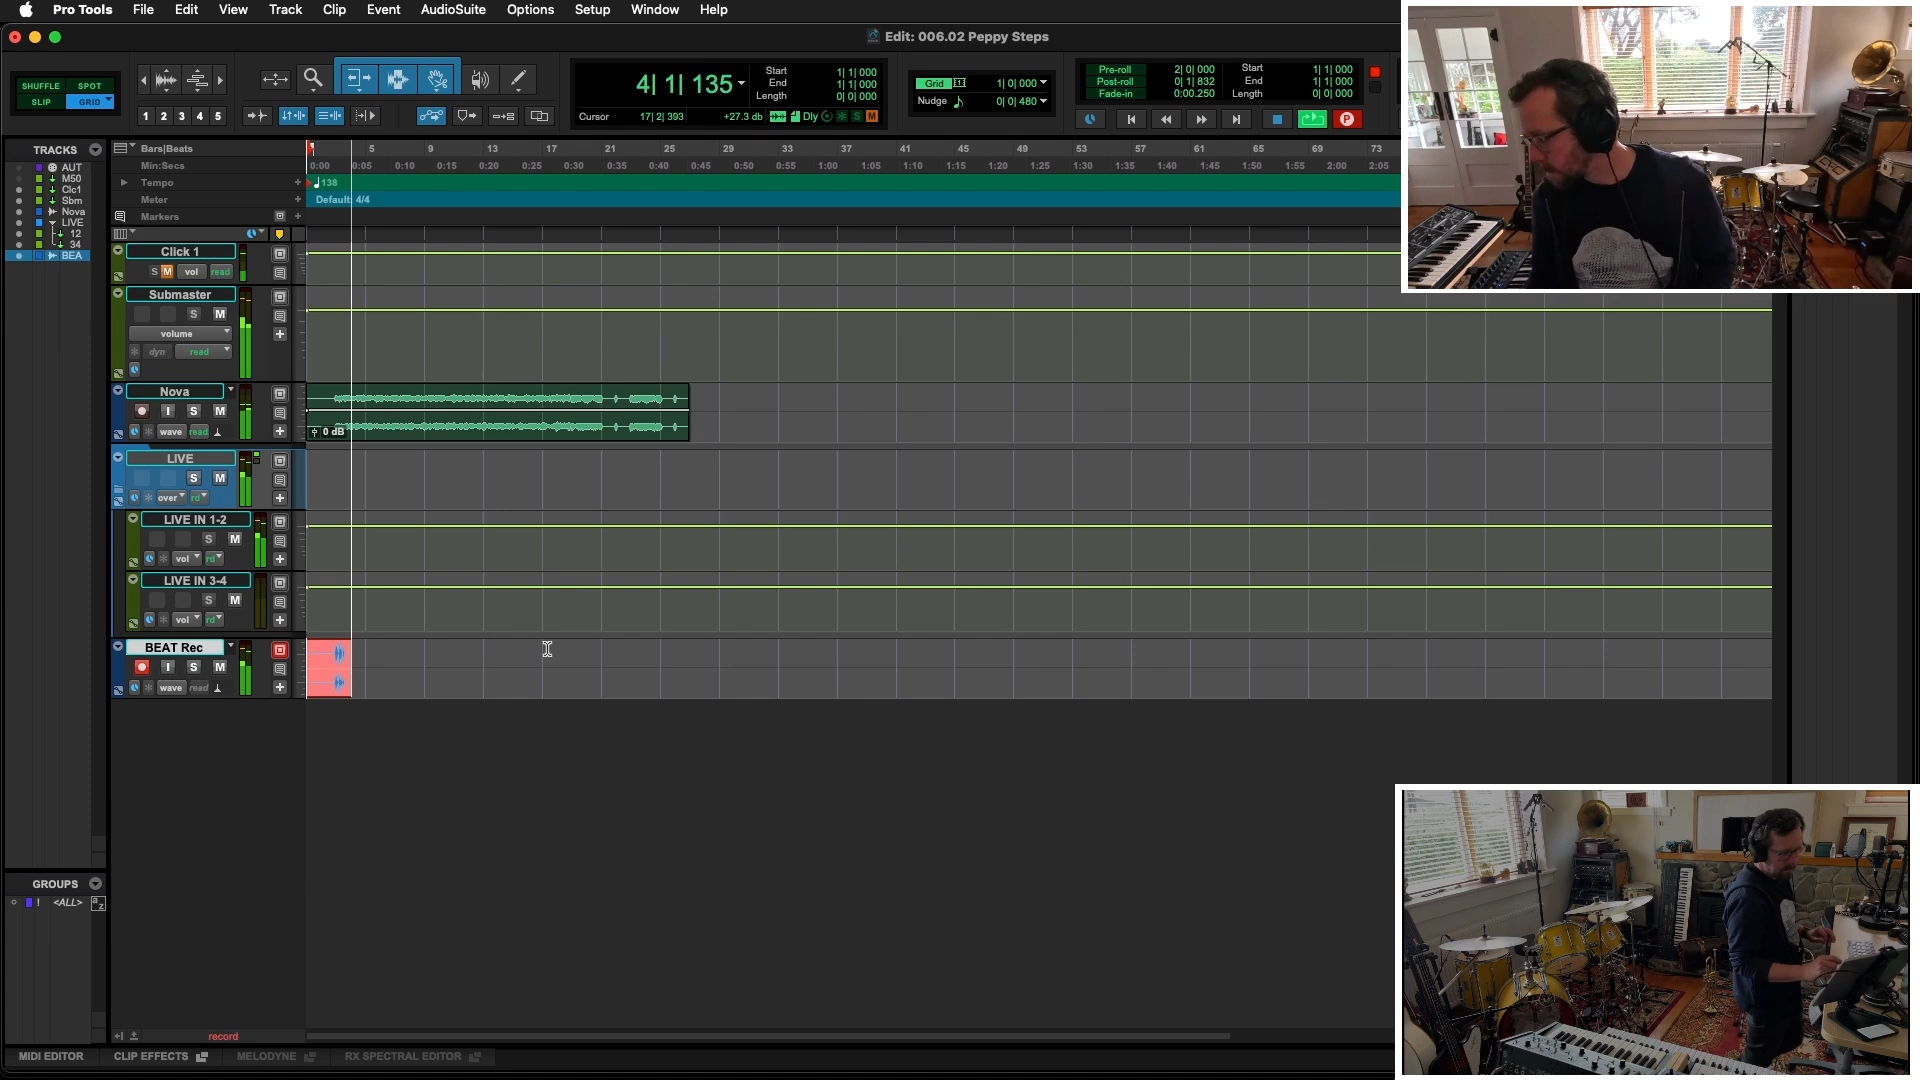 Pro Tools File Edit View Track Clip Event AudioSuite Options Setup Window Help
Edit: 006.02 Peppy Steps
SHUFFLE SPOT
SLIP GRID
1 2 3 4 5
4| 1| 135
Start 1| 1| 000
End 1| 1| 000
Length 0| 0| 000
Cursor 17| 2| 393 +27.3 db Dly S M
Grid 1| 0| 000
Nudge 0| 0| 480
Pre-roll 2| 0| 000 Start 1| 1| 000
Post-roll 0| 1| 832 End 1| 1| 000
Fade-in 0:00.250 Length 0| 0| 000
P
TRACKS
AUT
M50
Clc1
Sbm
Nova
LIVE
12
34
BEA
Bars|Beats 5 9 13 17 21 25 29 33 37 41 45 49 53 57 61 65 69 73
Min:Secs 0:00 0:05 0:10 0:15 0:20 0:25 0:30 0:35 0:40 0:45 0:50 0:55 1:00 1:05 1:10 1:15 1:20 1:25 1:30 1:35 1:40 1:45 1:50 1:55 2:00 2:05
Tempo 138
Meter Default: 4/4
Markers
Click 1
S M vol read
Submaster
S M
volume
dyn read
Nova
I S M
wave read
0 dB
LIVE
S M
over rd
LIVE IN 1-2
S M
vol rd
LIVE IN 3-4
S M
vol rd
BEAT Rec
I S M
wave read
GROUPS
! <ALL> a z
record
MIDI EDITOR CLIP EFFECTS MELODYNE RX SPECTRAL EDITOR